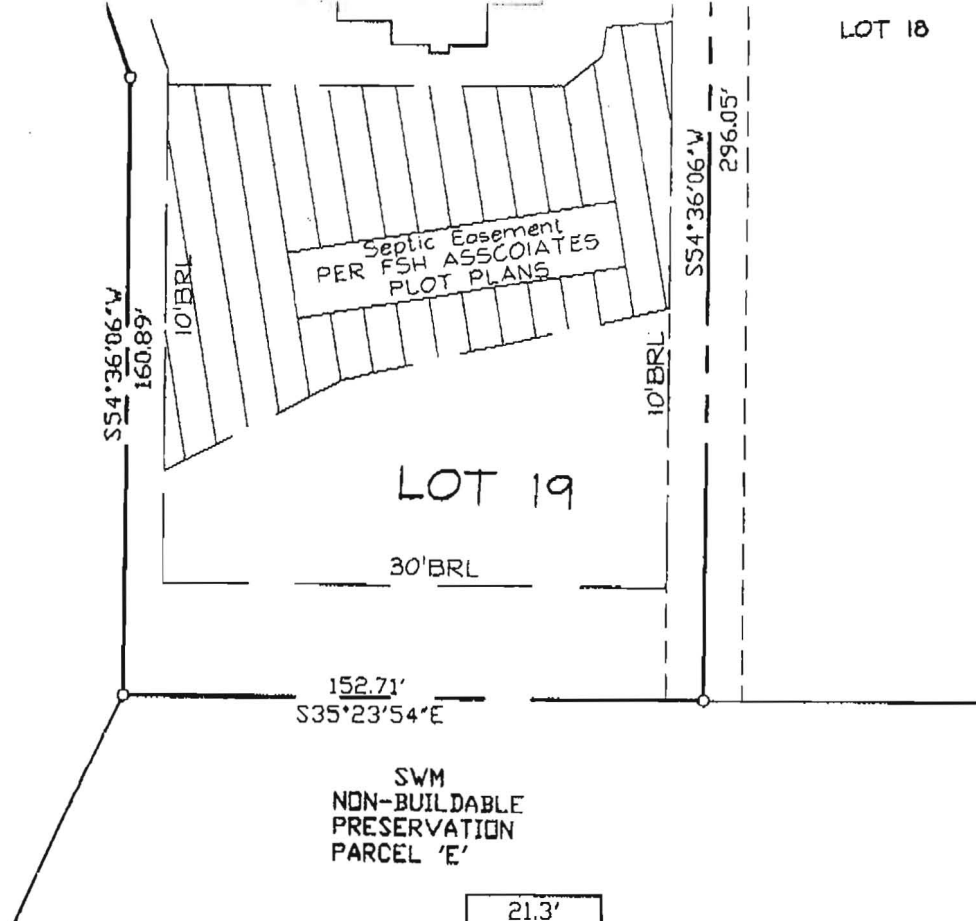 LOT 18
S54°36'06"W
296.05'
Septic Easement
PER FSH ASSCOIATES
PLOT PLANS
10'BRL
S54°36'06"W
160.89'
10'BRL
LOT 19
30'BRL
152.71'
S35°23'54"E
SWM
NON-BUILDABLE
PRESERVATION
PARCEL 'E'
21.3'